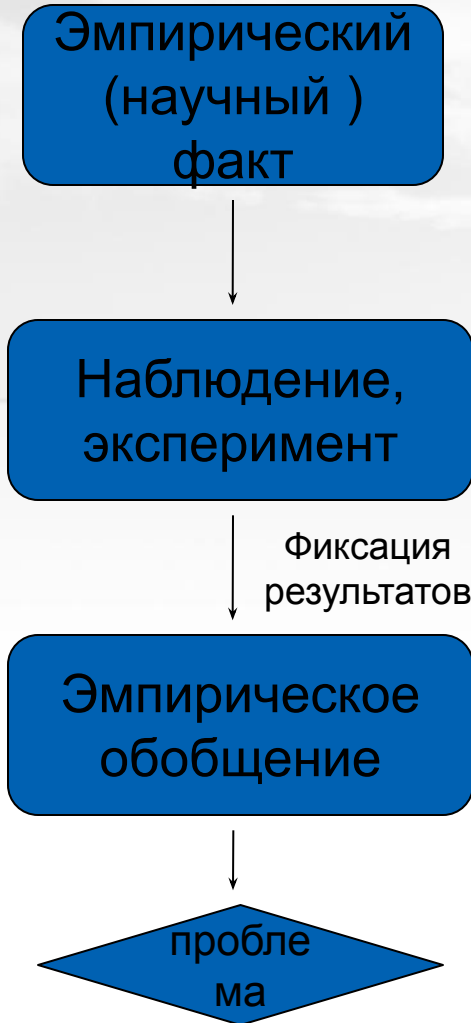 Эмпирический
(научный )
факт
Наблюдение,
эксперимент
Фиксация
результатов
Эмпирическое
обобщение
пробле
ма